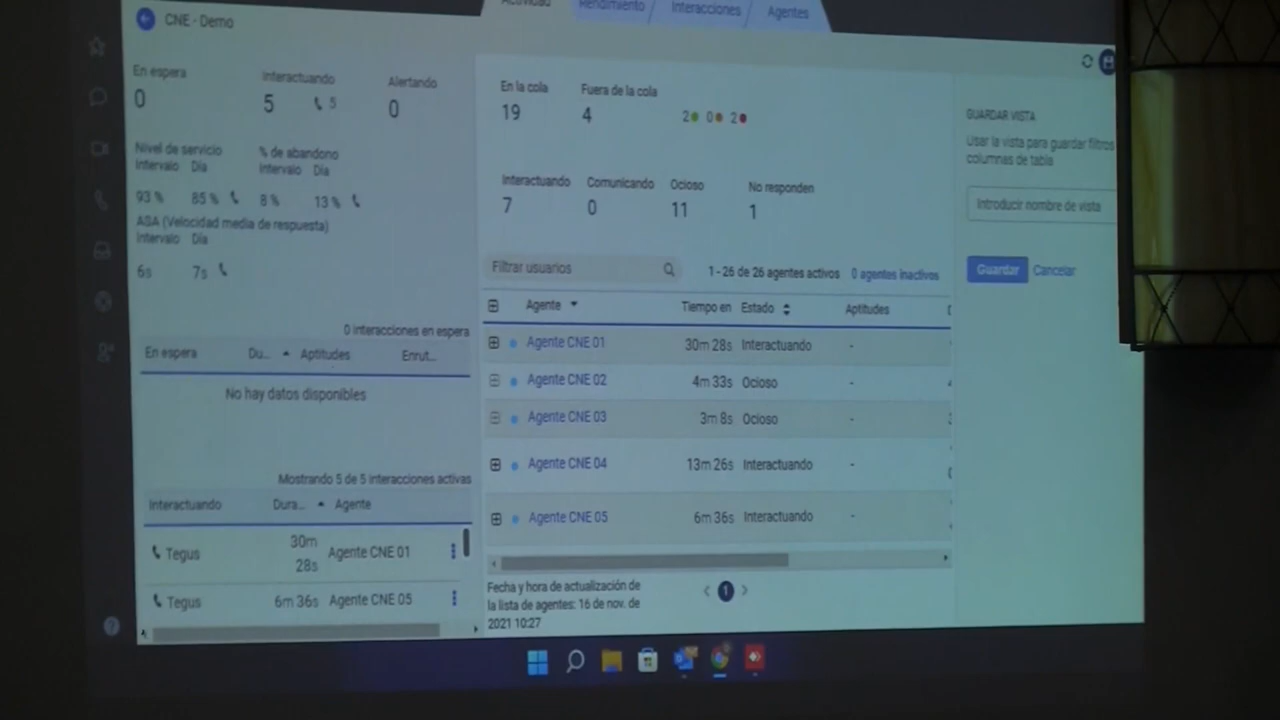 Actividad
Rendimiento
Interacciones
Agentes
CNE - Demo
En espera
0
Interactuando
5
5
Alertando
0
Nivel de servicio
Intervalo Día
93 % 85 %
% de abandono
Intervalo Día
8 % 13 %
ASA (Velocidad media de respuesta)
Intervalo Día
6s 7s
0 interacciones en espera
En espera Du... Aptitudes Enrut...
No hay datos disponibles
Mostrando 5 de 5 interacciones activas
Interactuando Dura... Agente
Tegus 30m 28s Agente CNE 01
Tegus 6m 36s Agente CNE 05
En la cola
19
Fuera de la cola
4
2 0 2
Interactuando
7
Comunicando
0
Ocioso
11
No responden
1
Filtrar usuarios
1 - 26 de 26 agentes activos
0 agentes inactivos
Agente Tiempo en Estado Aptitudes
Agente CNE 01 30m 28s Interactuando -
Agente CNE 02 4m 33s Ocioso -
Agente CNE 03 3m 8s Ocioso -
Agente CNE 04 13m 26s Interactuando -
Agente CNE 05 6m 36s Interactuando -
Fecha y hora de actualización de
la lista de agentes: 16 de nov. de
2021 10:27
1
GUARDAR VISTA
Usar la vista para guardar filtros
columnas de tabla
Introducir nombre de vista
Guardar Cancelar